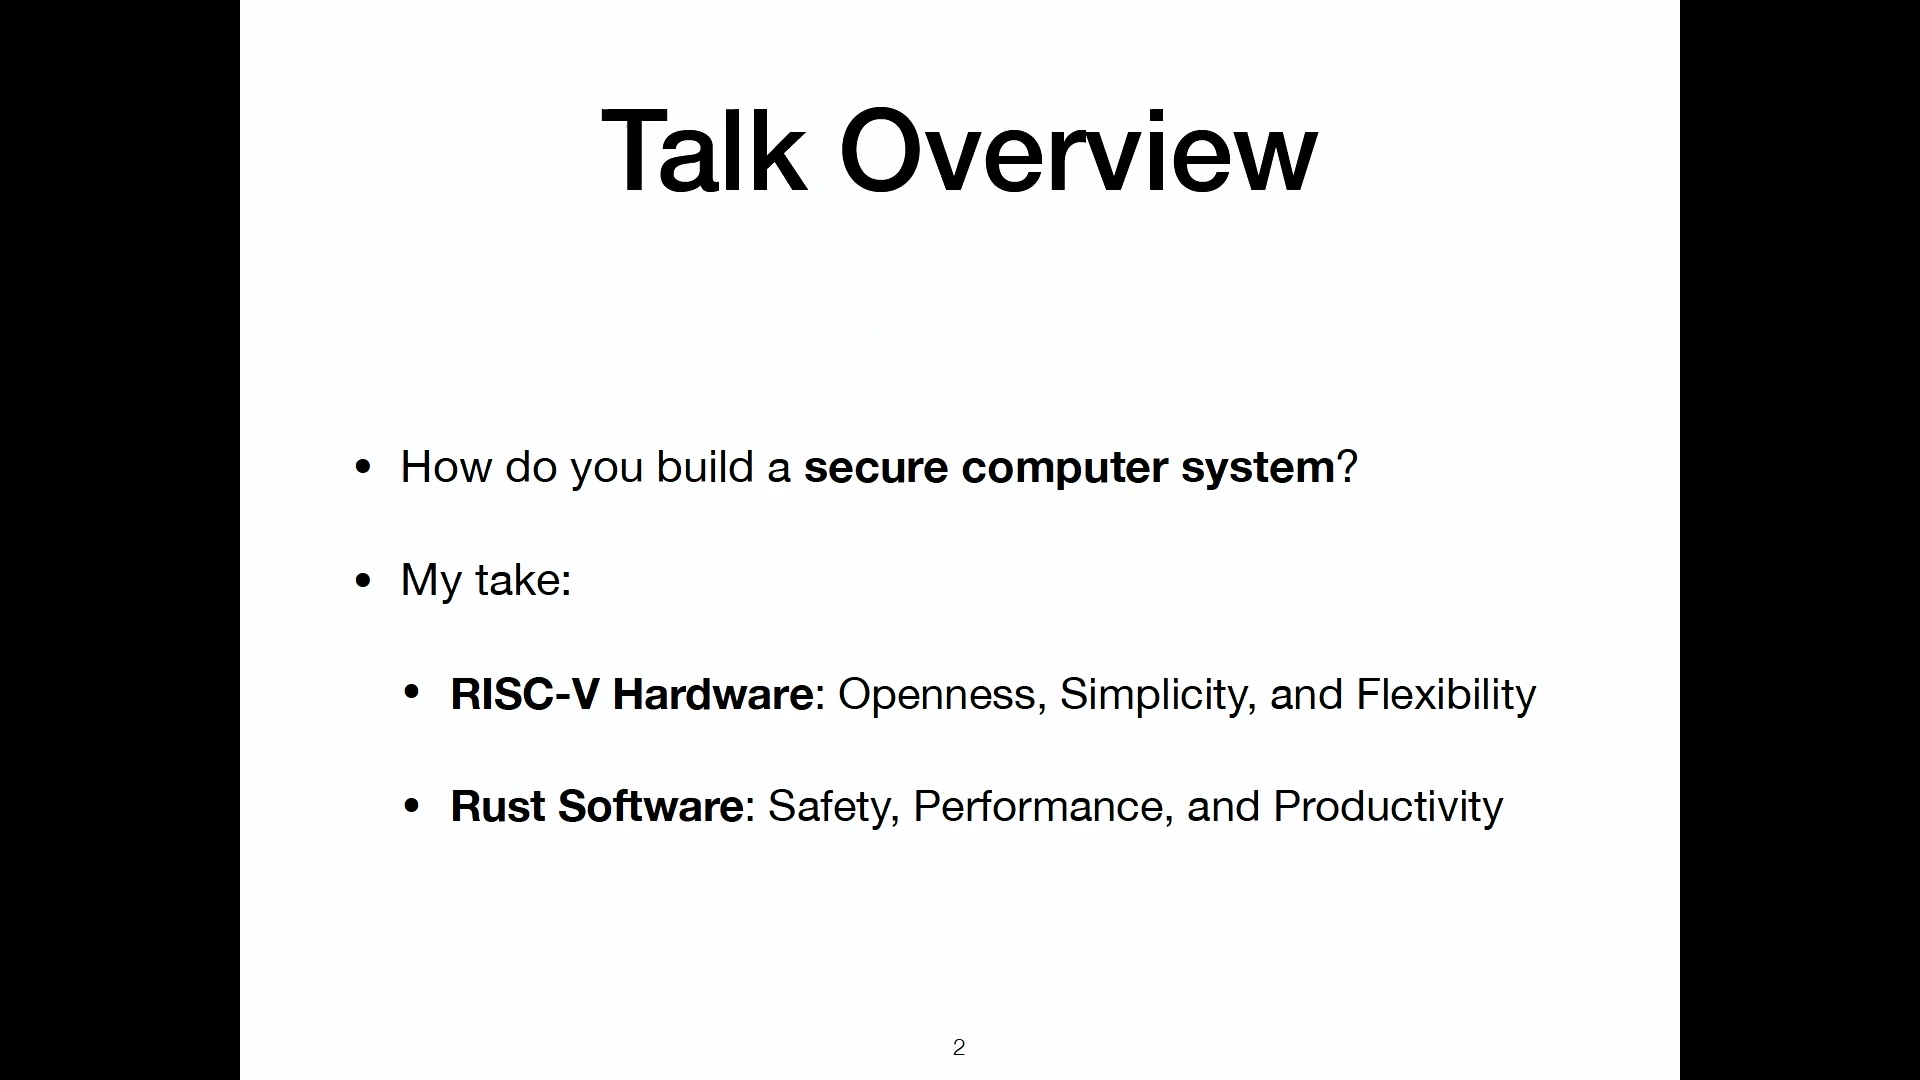 Talk Overview
• How do you build a secure computer system?
• My take:
• RISC-V Hardware: Openness, Simplicity, and Flexibility
• Rust Software: Safety, Performance, and Productivity
2